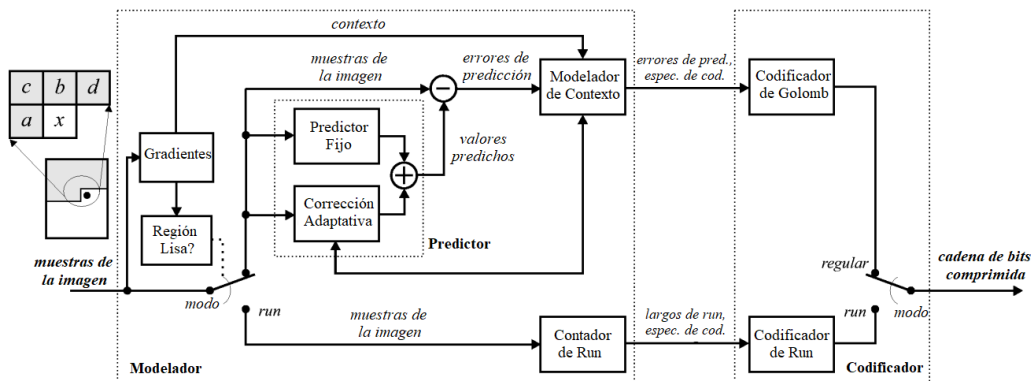 contexto
muestras de
la imagen
errores de
predicción
errores de pred.,
espec. de cod.
c b d
a x
Gradientes
Predictor
Fijo
Modelador
de Contexto
Codificador
de Golomb
valores
predichos
Corrección
Adaptativa
Región
Lisa?
Predictor
muestras de
la imagen
modo
run
regular
cadena de bits
comprimida
run
modo
muestras de
la imagen
largos de run,
espec. de cod.
Contador
de Run
Codificador
de Run
Modelador
Codificador